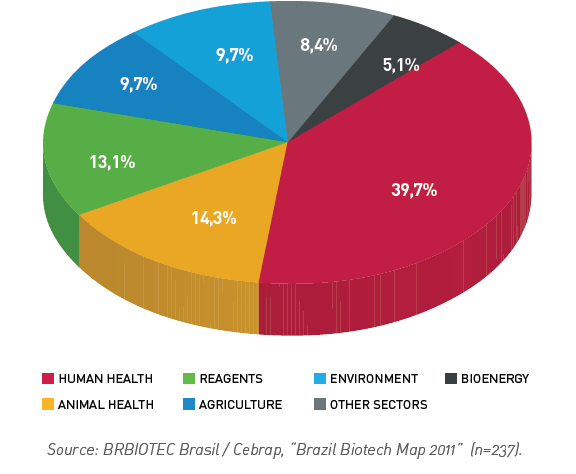 9,7%
8,4%
5,1%
9,7%
13,1%
39,7%
14,3%
HUMAN HEALTH REAGENTS ENVIRONMENT BIOENERGY
ANIMAL HEALTH AGRICULTURE OTHER SECTORS
Source: BRBIOTEC Brasil / Cebrap, “Brazil Biotech Map 2011” (n=237).